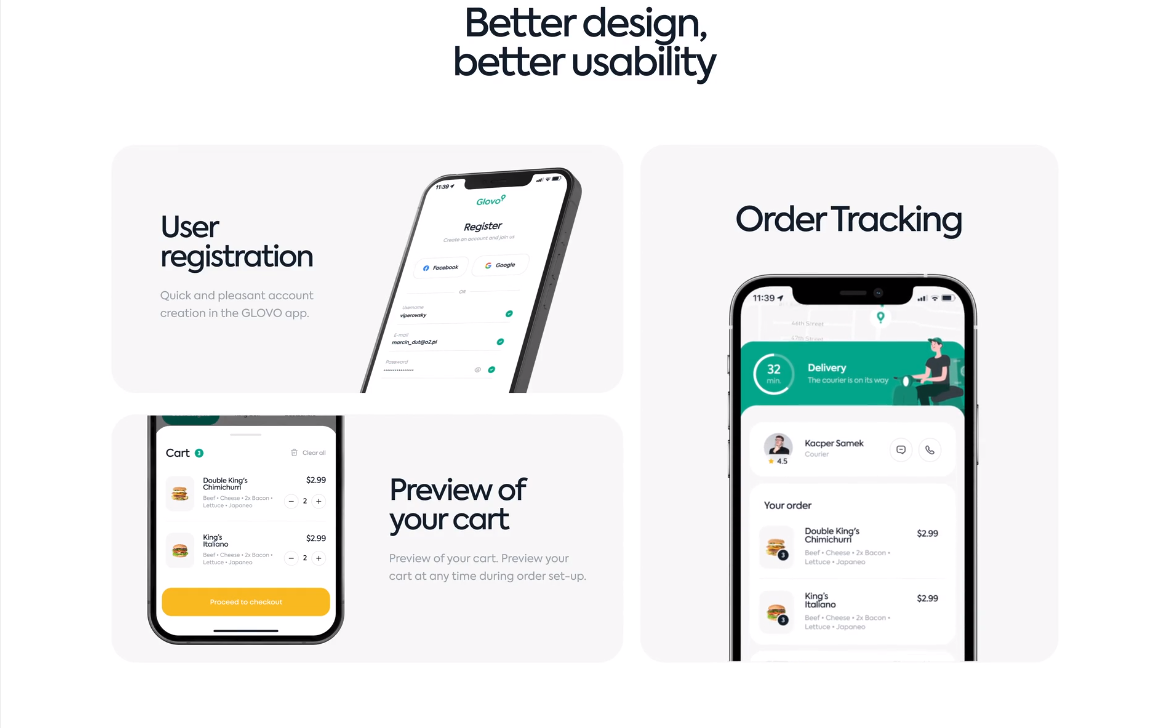 Better design,
better usability
User
registration
Quick and pleasant account
creation in the GLOVO app.
11:39
Glovo
Register
Create an account and join us
Facebook
Google
OR
Username
viperowsky
E-mail
marcin_dut@o2.pl
Password
Order Tracking
11:39
Street
Street
32
min.
Delivery
The courier is on its way
Kacper Samek
Courier
4.5
Your order
Double King's
Chimichurri
$2.99
Beef • Cheese • 2x Bacon •
Lettuce • Japaneo
3
King's
Italiano
$2.99
Beef • Cheese • 2x Bacon •
Lettuce • Japaneo
3
Cart 3
Clear all
Double King's
Chimichurri
$2.99
Beef • Cheese • 2x Bacon •
Lettuce • Japaneo
2
King's
Italiano
$2.99
Beef • Cheese • 2x Bacon •
Lettuce • Japaneo
2
Proceed to checkout
Preview of
your cart
Preview of your cart. Preview your
cart at any time during order set-up.